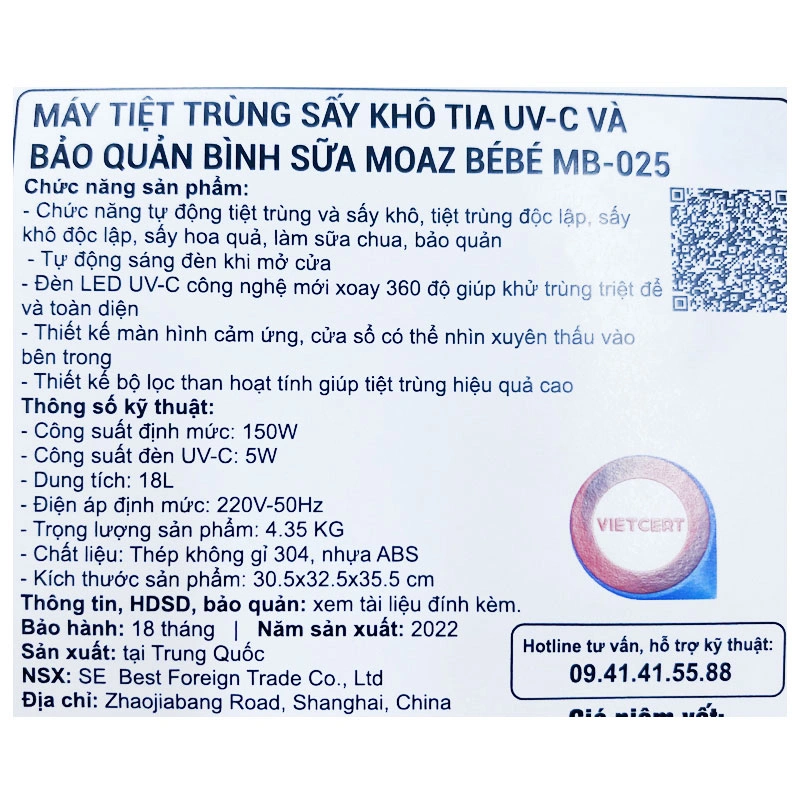 MÁY TIỆT TRÙNG SẤY KHÔ TIA UV-C VÀ
BẢO QUẢN BÌNH SỮA MOAZ BÉBÉ MB-025
Chức năng sản phẩm:
- Chức năng tự động tiệt trùng và sấy khô, tiệt trùng độc lập, sấy
khô độc lập, sấy hoa quả, làm sữa chua, bảo quản
- Tự động sáng đèn khi mở cửa
- Đèn LED UV-C công nghệ mới xoay 360 độ giúp khử trùng triệt để
và toàn diện
- Thiết kế màn hình cảm ứng, cửa sổ có thể nhìn xuyên thấu vào
bên trong
- Thiết kế bộ lọc than hoạt tính giúp tiệt trùng hiệu quả cao
Thông số kỹ thuật:
- Công suất định mức: 150W
- Công suất đèn UV-C: 5W
- Dung tích: 18L
- Điện áp định mức: 220V-50Hz
- Trọng lượng sản phẩm: 4.35 KG
- Chất liệu: Thép không gỉ 304, nhựa ABS
- Kích thước sản phẩm: 30.5x32.5x35.5 cm
Thông tin, HDSD, bảo quản: xem tài liệu đính kèm.
Bảo hành: 18 tháng | Năm sản xuất: 2022
Sản xuất: tại Trung Quốc
NSX: SE Best Foreign Trade Co., Ltd
Địa chỉ: Zhaojiabang Road, Shanghai, China
VIETCERT
Hotline tư vấn, hỗ trợ kỹ thuật:
09.41.41.55.88
Giá niêm yết: